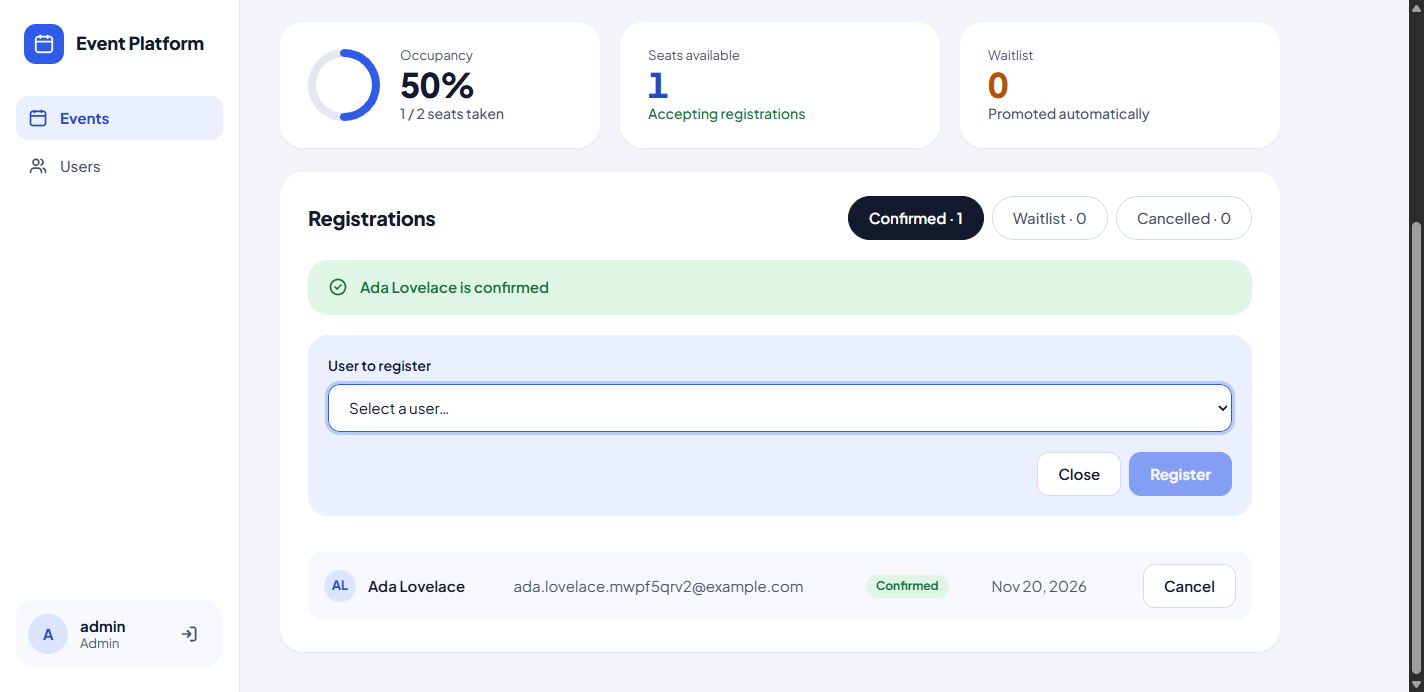 Event Platform
Events
Users
admin
Admin
A
Occupancy
50%
1 / 2 seats taken
Seats available
1
Accepting registrations
Waitlist
0
Promoted automatically
Registrations
Confirmed · 1
Waitlist · 0
Cancelled · 0
Ada Lovelace is confirmed
User to register
Select a user…
Close
Register
AL
Ada Lovelace
ada.lovelace.mwpf5qrv2@example.com
Confirmed
Nov 20, 2026
Cancel